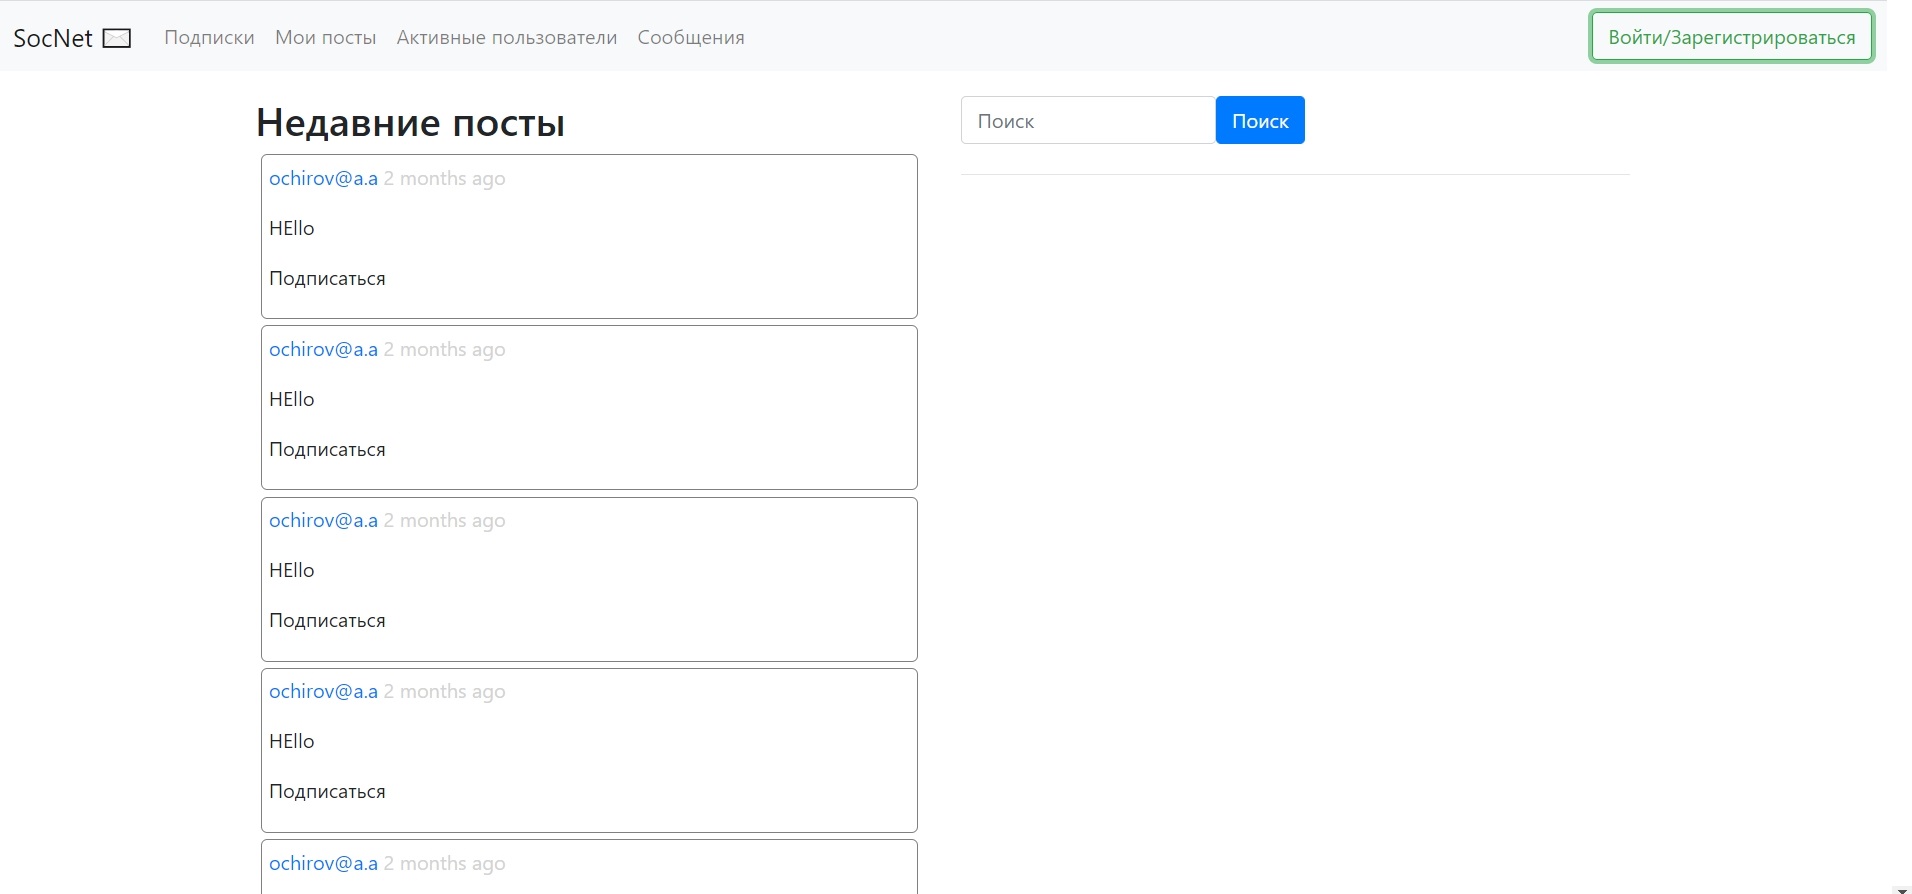 SocNet Подписки Мои посты Активные пользователи Сообщения Войти/Зарегистрироваться
Недавние посты
ochirov@a.a 2 months ago
HEllo
Подписаться
ochirov@a.a 2 months ago
HEllo
Подписаться
ochirov@a.a 2 months ago
HEllo
Подписаться
ochirov@a.a 2 months ago
HEllo
Подписаться
ochirov@a.a 2 months ago
Поиск Поиск